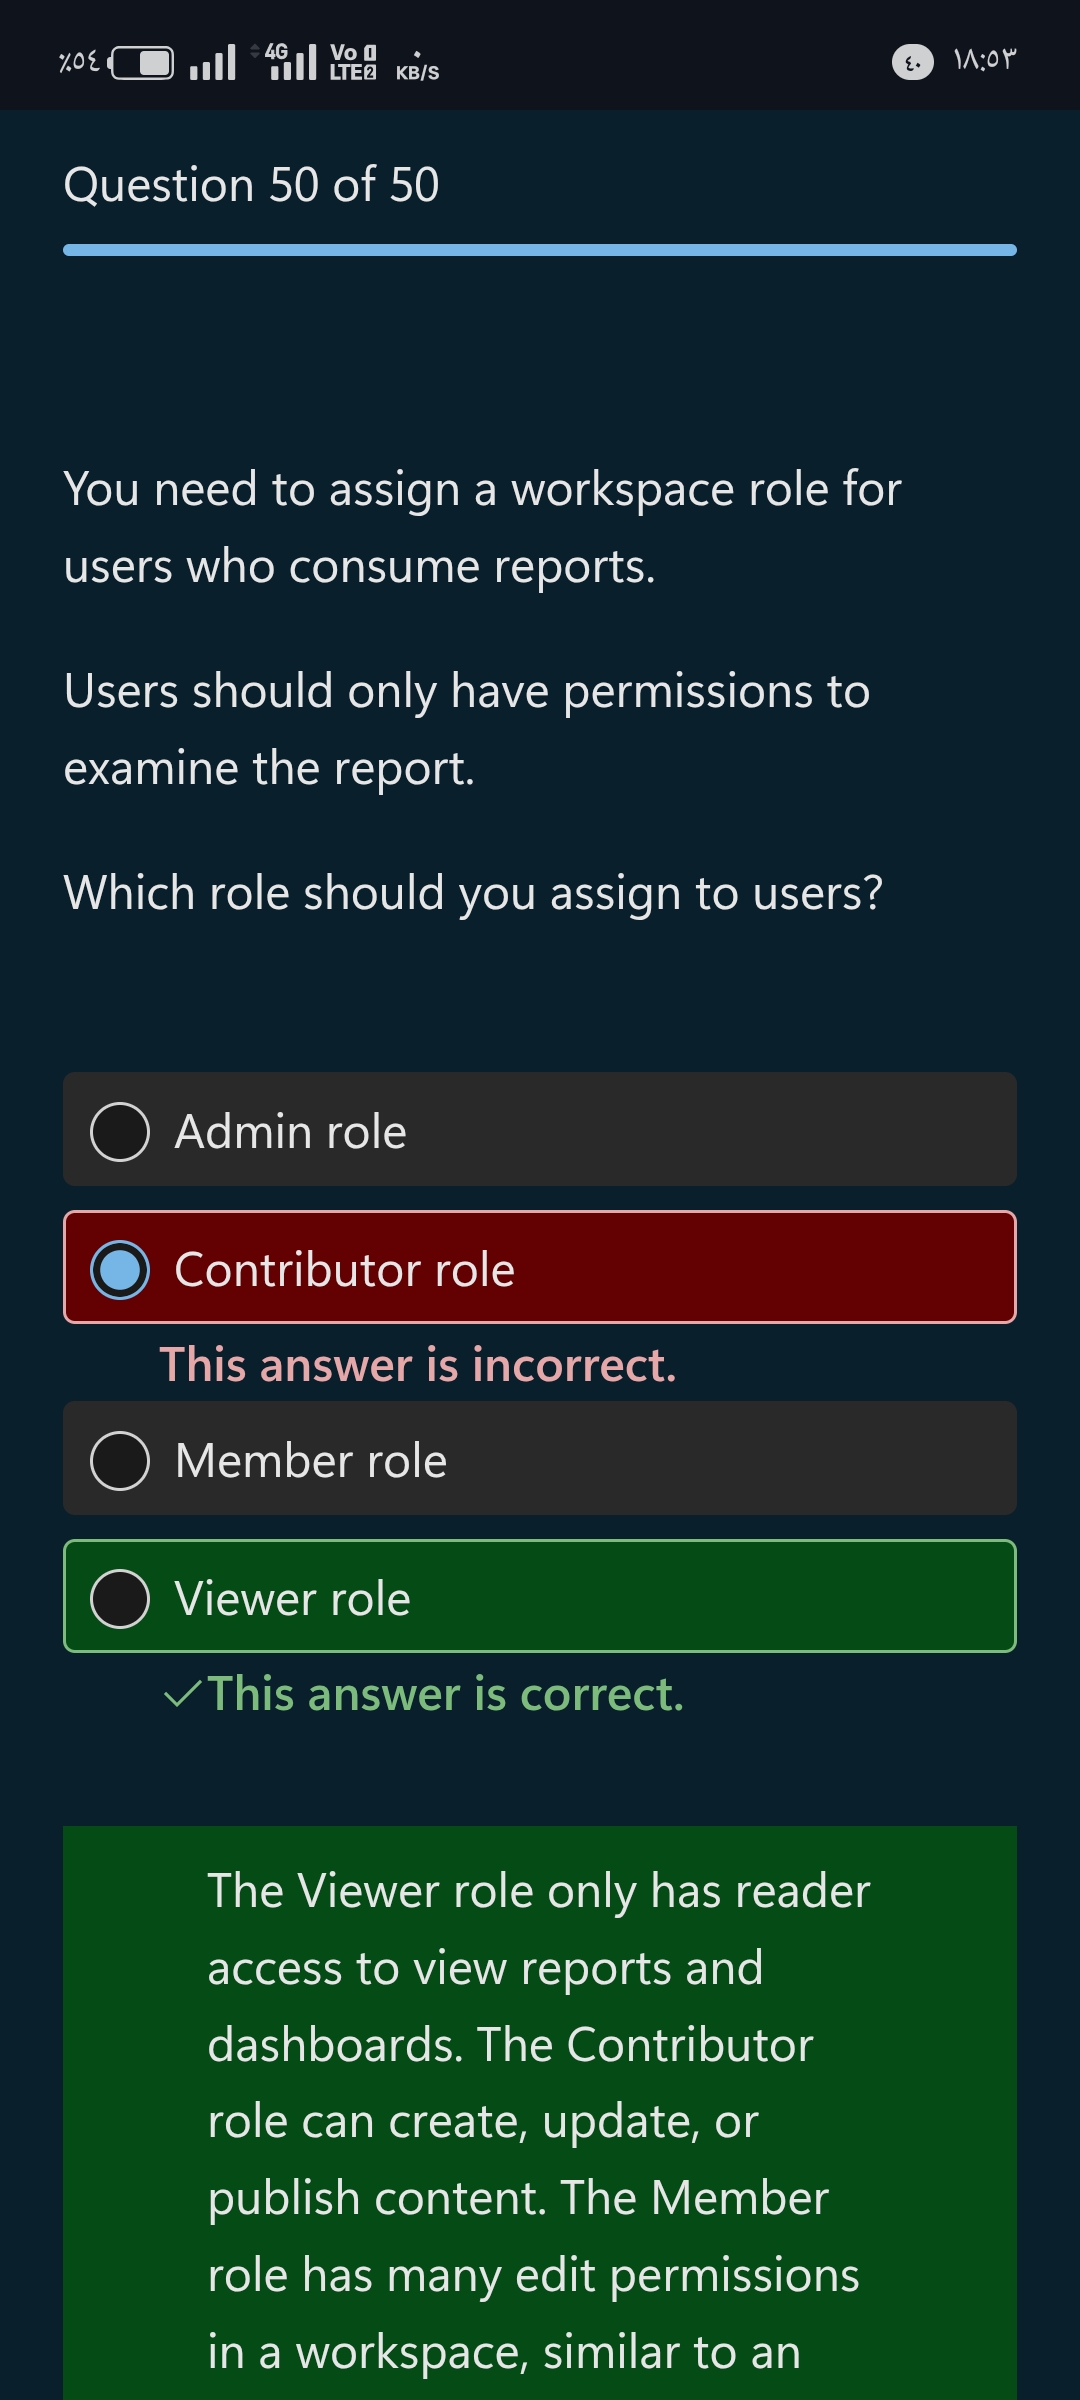 ٪٥٤ 4G Vo LTE 1 2 ٠ KB/S ٤٠ ١٨:٥٣
Question 50 of 50
You need to assign a workspace role for
users who consume reports.
Users should only have permissions to
examine the report.
Which role should you assign to users?
Admin role
Contributor role
This answer is incorrect.
Member role
Viewer role
This answer is correct.
The Viewer role only has reader
access to view reports and
dashboards. The Contributor
role can create, update, or
publish content. The Member
role has many edit permissions
in a workspace, similar to an